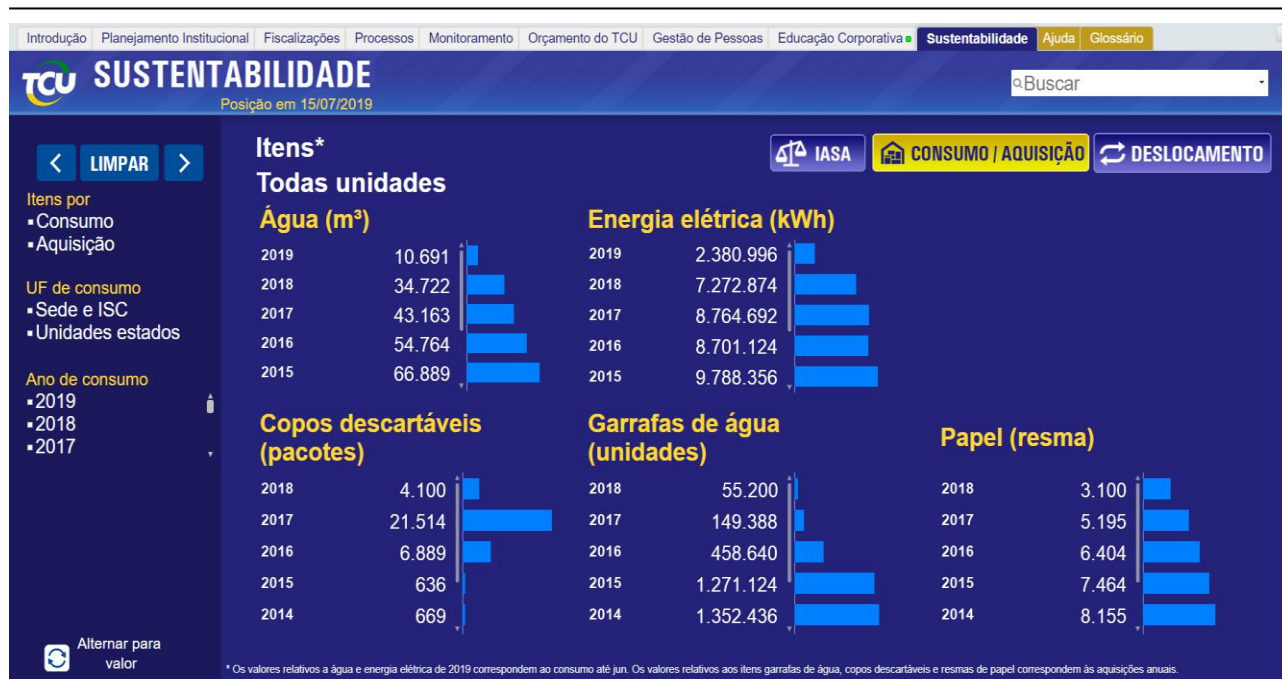 Introdução Planejamento Institucional Fiscalizações Processos Monitoramento Orçamento do TCU Gestão de Pessoas Educação Corporativa Sustentabilidade Ajuda Glossário
TCU SUSTENTABILIDADE
Posição em 15/07/2019
Buscar
LIMPAR
Itens por
Consumo
Aquisição
UF de consumo
Sede e ISC
Unidades estados
Ano de consumo
2019
2018
2017
Alternar para
valor
Itens*
Todas unidades
IASA
CONSUMO / AQUISIÇÃO
DESLOCAMENTO
Água (m³)
2019 10.691
2018 34.722
2017 43.163
2016 54.764
2015 66.889
Energia elétrica (kWh)
2019 2.380.996
2018 7.272.874
2017 8.764.692
2016 8.701.124
2015 9.788.356
Copos descartáveis
(pacotes)
2018 4.100
2017 21.514
2016 6.889
2015 636
2014 669
Garrafas de água
(unidades)
2018 55.200
2017 149.388
2016 458.640
2015 1.271.124
2014 1.352.436
Papel (resma)
2018 3.100
2017 5.195
2016 6.404
2015 7.464
2014 8.155
* Os valores relativos a água e energia elétrica de 2019 correspondem ao consumo até jun. Os valores relativos aos itens garrafas de água, copos descartáveis e resmas de papel correspondem às aquisições anuais.